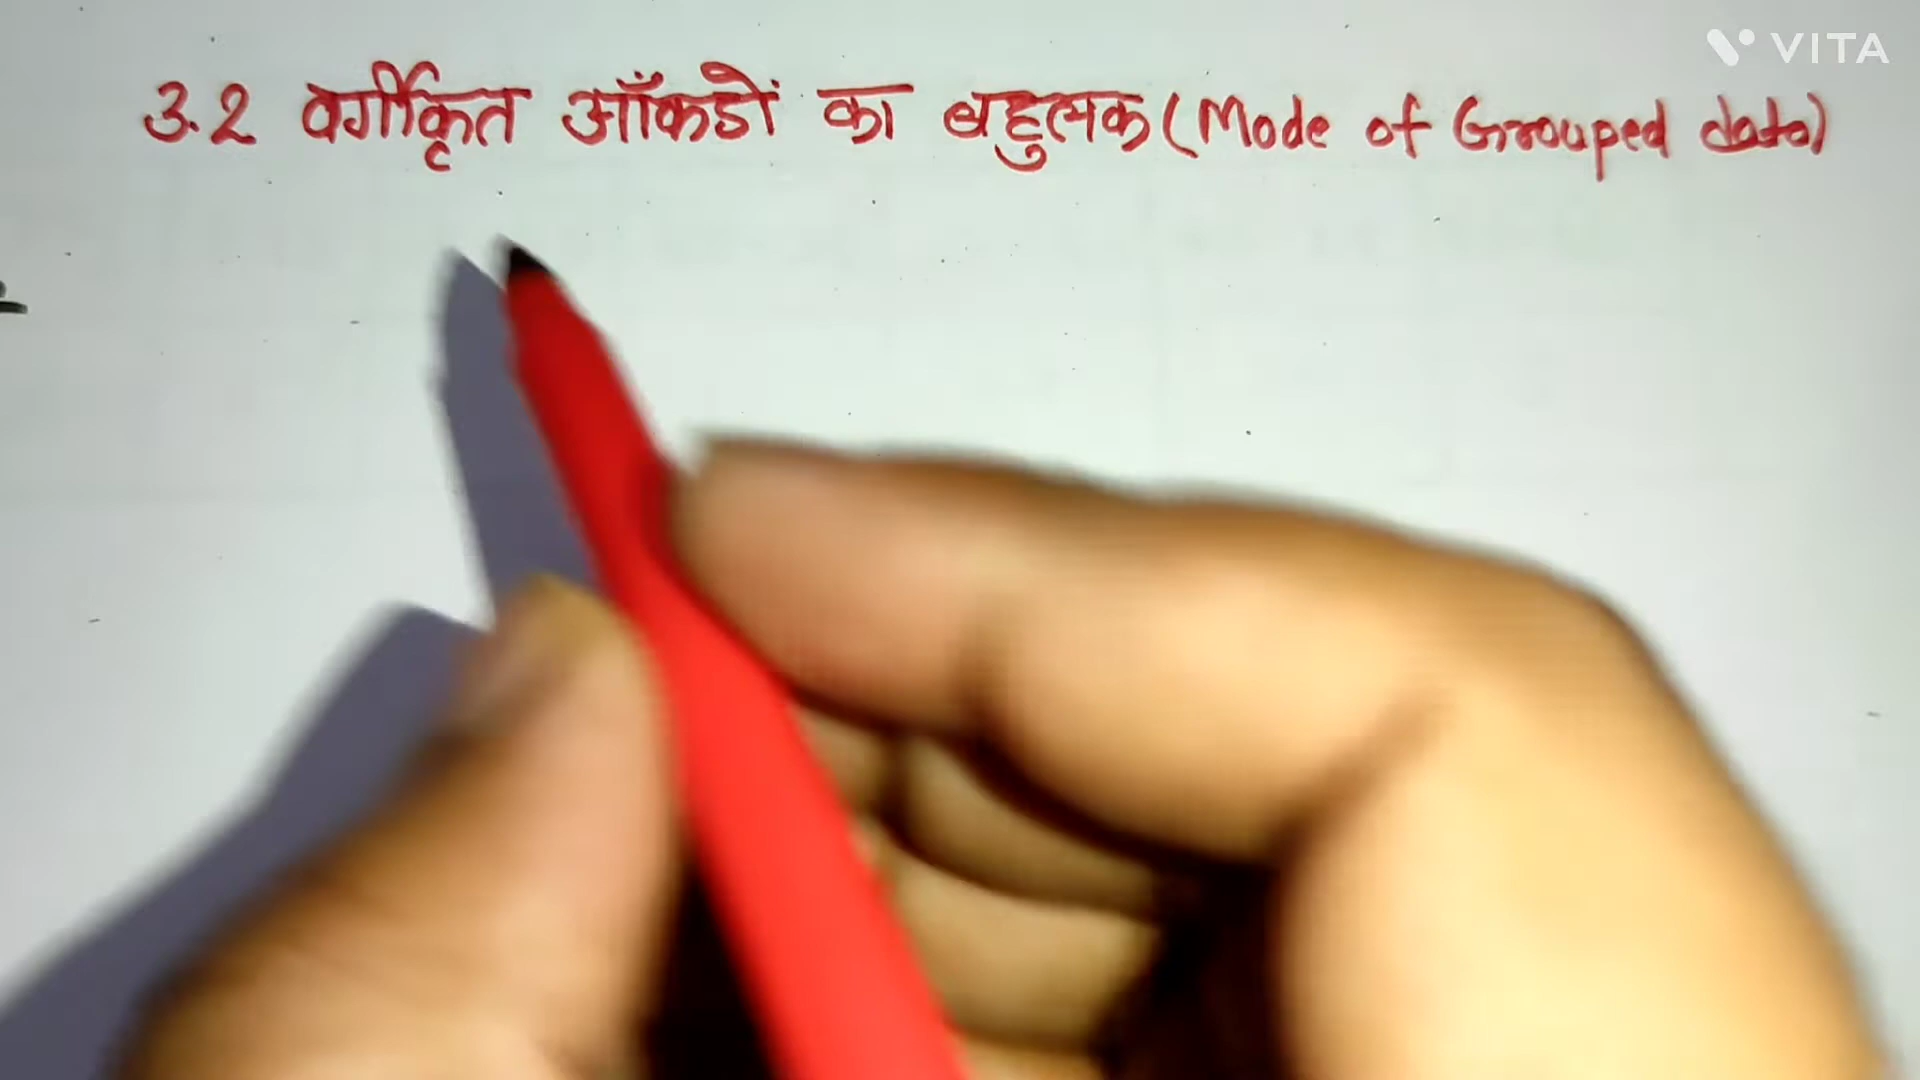 VITA
3.2 वर्गीकृत आँकडों का बहुलक (Mode of Grouped data)